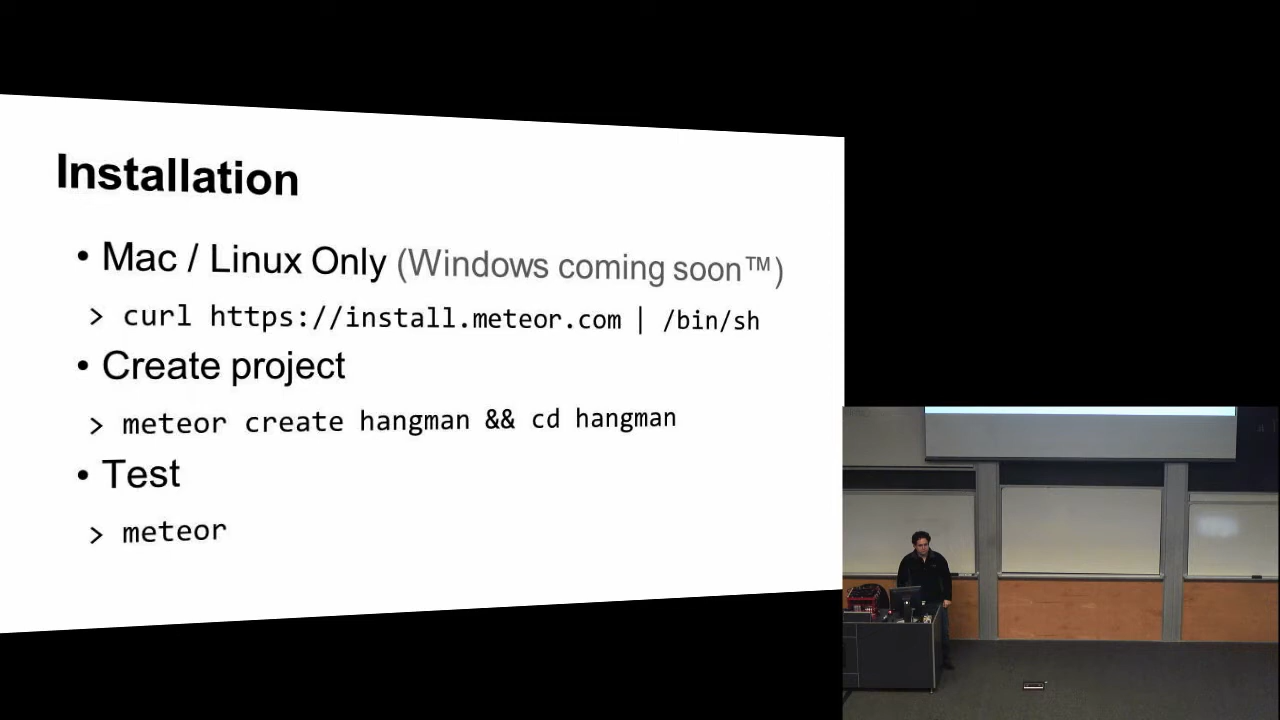 Installation
• Mac / Linux Only (Windows coming soon™)
> curl https://install.meteor.com | /bin/sh
• Create project
> meteor create hangman && cd hangman
• Test
> meteor